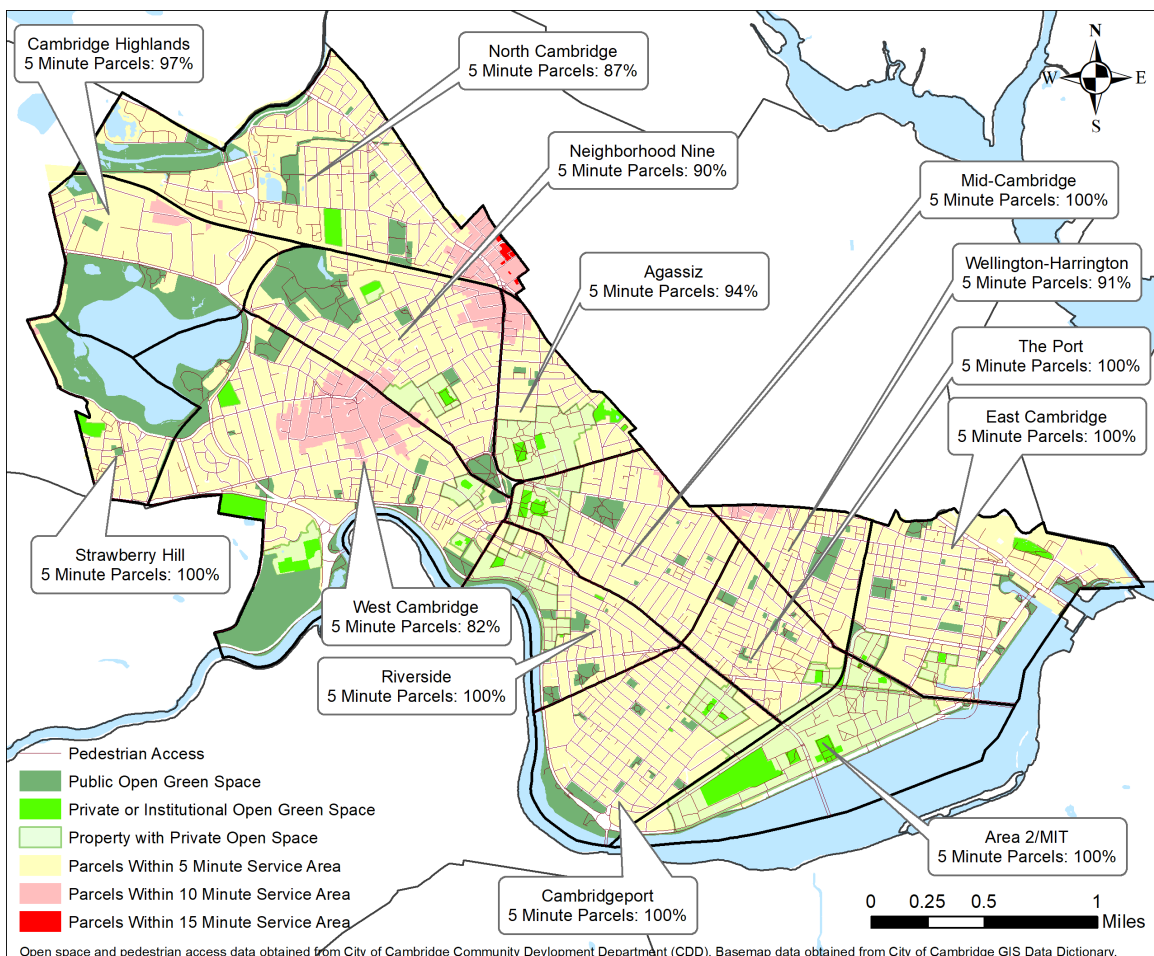 Cambridge Highlands
5 Minute Parcels: 97%
North Cambridge
5 Minute Parcels: 87%
N
W
E
S
Neighborhood Nine
5 Minute Parcels: 90%
Mid-Cambridge
5 Minute Parcels: 100%
Agassiz
5 Minute Parcels: 94%
Wellington-Harrington
5 Minute Parcels: 91%
The Port
5 Minute Parcels: 100%
East Cambridge
5 Minute Parcels: 100%
Strawberry Hill
5 Minute Parcels: 100%
West Cambridge
5 Minute Parcels: 82%
Riverside
5 Minute Parcels: 100%
Area 2/MIT
5 Minute Parcels: 100%
Cambridgeport
5 Minute Parcels: 100%
Pedestrian Access
Public Open Green Space
Private or Institutional Open Green Space
Property with Private Open Space
Parcels Within 5 Minute Service Area
Parcels Within 10 Minute Service Area
Parcels Within 15 Minute Service Area
0 0.25 0.5 1
Miles
Open space and pedestrian access data obtained from City of Cambridge Community Devlopment Department (CDD). Basemap data obtained from City of Cambridge GIS Data Dictionary.